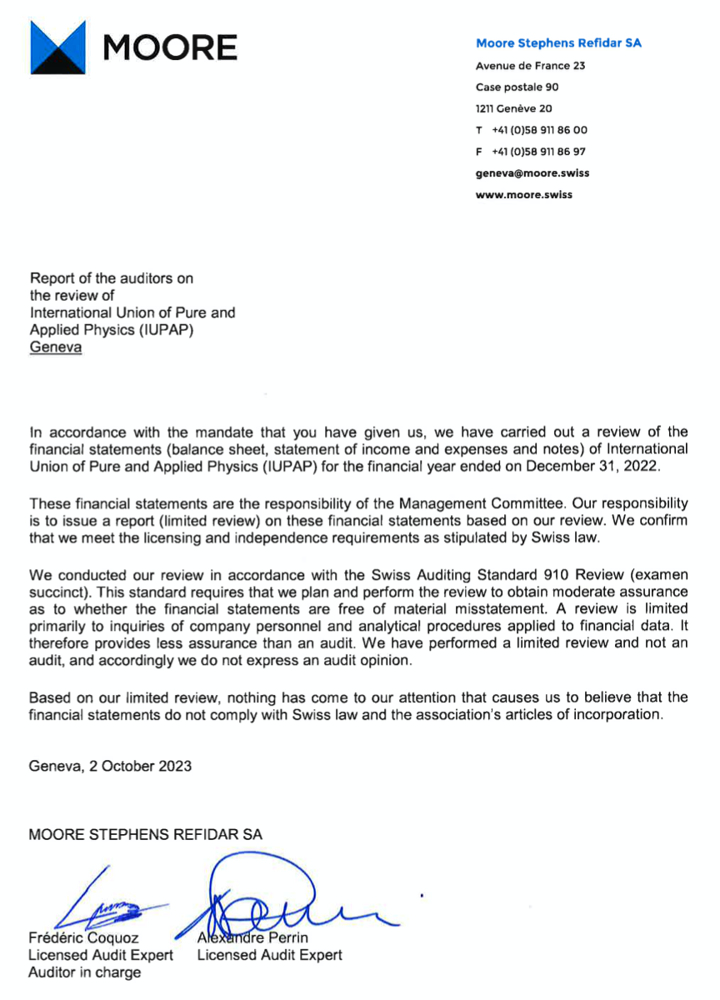 MOORE
Moore Stephens Refidar SA
Avenue de France 23
Case postale 90
1211 Genève 20
T +41 (0)58 911 86 00
F +41 (0)58 911 86 97
geneva@moore.swiss
www.moore.swiss
Report of the auditors on
the review of
International Union of Pure and
Applied Physics (IUPAP)
Geneva
In accordance with the mandate that you have given us, we have carried out a review of the
financial statements (balance sheet, statement of income and expenses and notes) of International
Union of Pure and Applied Physics (IUPAP) for the financial year ended on December 31, 2022.
These financial statements are the responsibility of the Management Committee. Our responsibility
is to issue a report (limited review) on these financial statements based on our review. We confirm
that we meet the licensing and independence requirements as stipulated by Swiss law.
We conducted our review in accordance with the Swiss Auditing Standard 910 Review (examen
succinct). This standard requires that we plan and perform the review to obtain moderate assurance
as to whether the financial statements are free of material misstatement. A review is limited
primarily to inquiries of company personnel and analytical procedures applied to financial data. It
therefore provides less assurance than an audit. We have performed a limited review and not an
audit, and accordingly we do not express an audit opinion.
Based on our limited review, nothing has come to our attention that causes us to believe that the
financial statements do not comply with Swiss law and the association's articles of incorporation.
Geneva, 2 October 2023
MOORE STEPHENS REFIDAR SA
Frédéric Coquoz Alexandre Perrin
Licensed Audit Expert Licensed Audit Expert
Auditor in charge